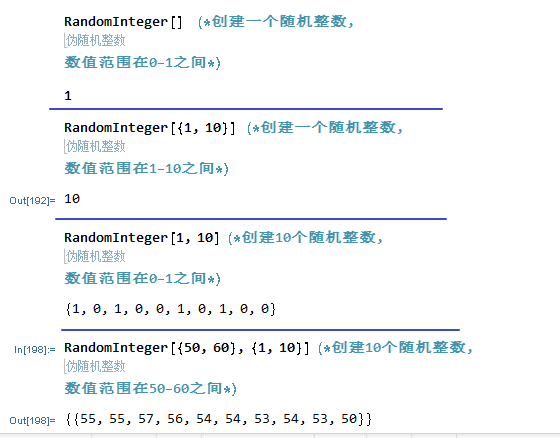 RandomInteger[] (*创建一个随机整数，
伪随机整数
数值范围在0-1之间*)
1
RandomInteger[{1, 10}] (*创建一个随机整数，
伪随机整数
数值范围在1-10之间*)
Out[192]= 10
RandomInteger[1, 10] (*创建10个随机整数，
伪随机整数
数值范围在0-1之间*)
{1, 0, 1, 0, 0, 1, 0, 1, 0, 0}
In[198]:= RandomInteger[{50, 60}, {1, 10}] (*创建10个随机整数，
伪随机整数
数值范围在50-60之间*)
Out[198]= {{55, 55, 57, 56, 54, 54, 53, 54, 53, 50}}